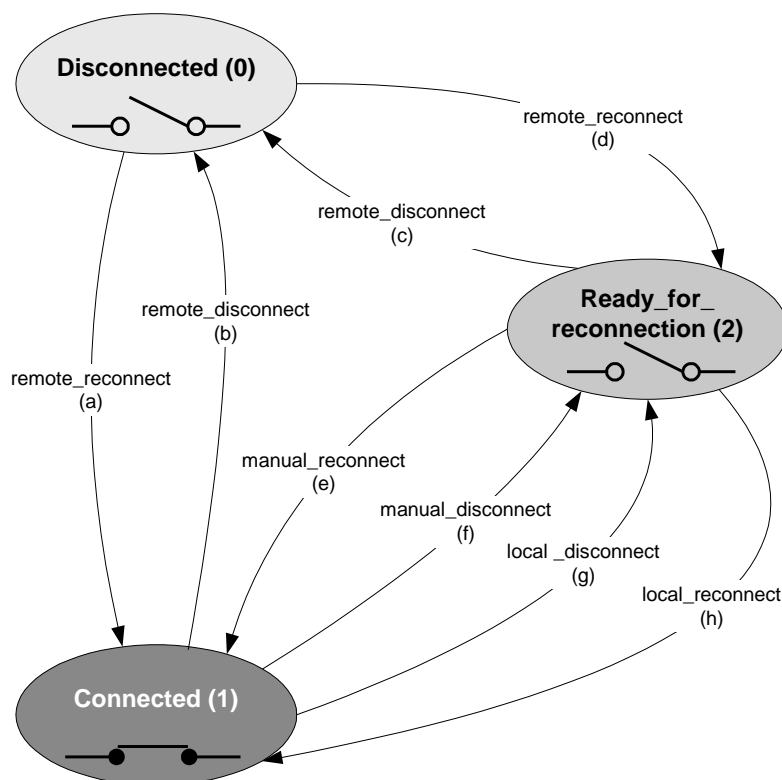 Disconnected (0)
remote_reconnect
(d)
remote_disconnect
(c)
remote_disconnect
(b)
Ready_for_
reconnection (2)
remote_reconnect
(a)
manual_reconnect
(e)
manual_disconnect
(f)
local _disconnect
(g)
local_reconnect
(h)
Connected (1)